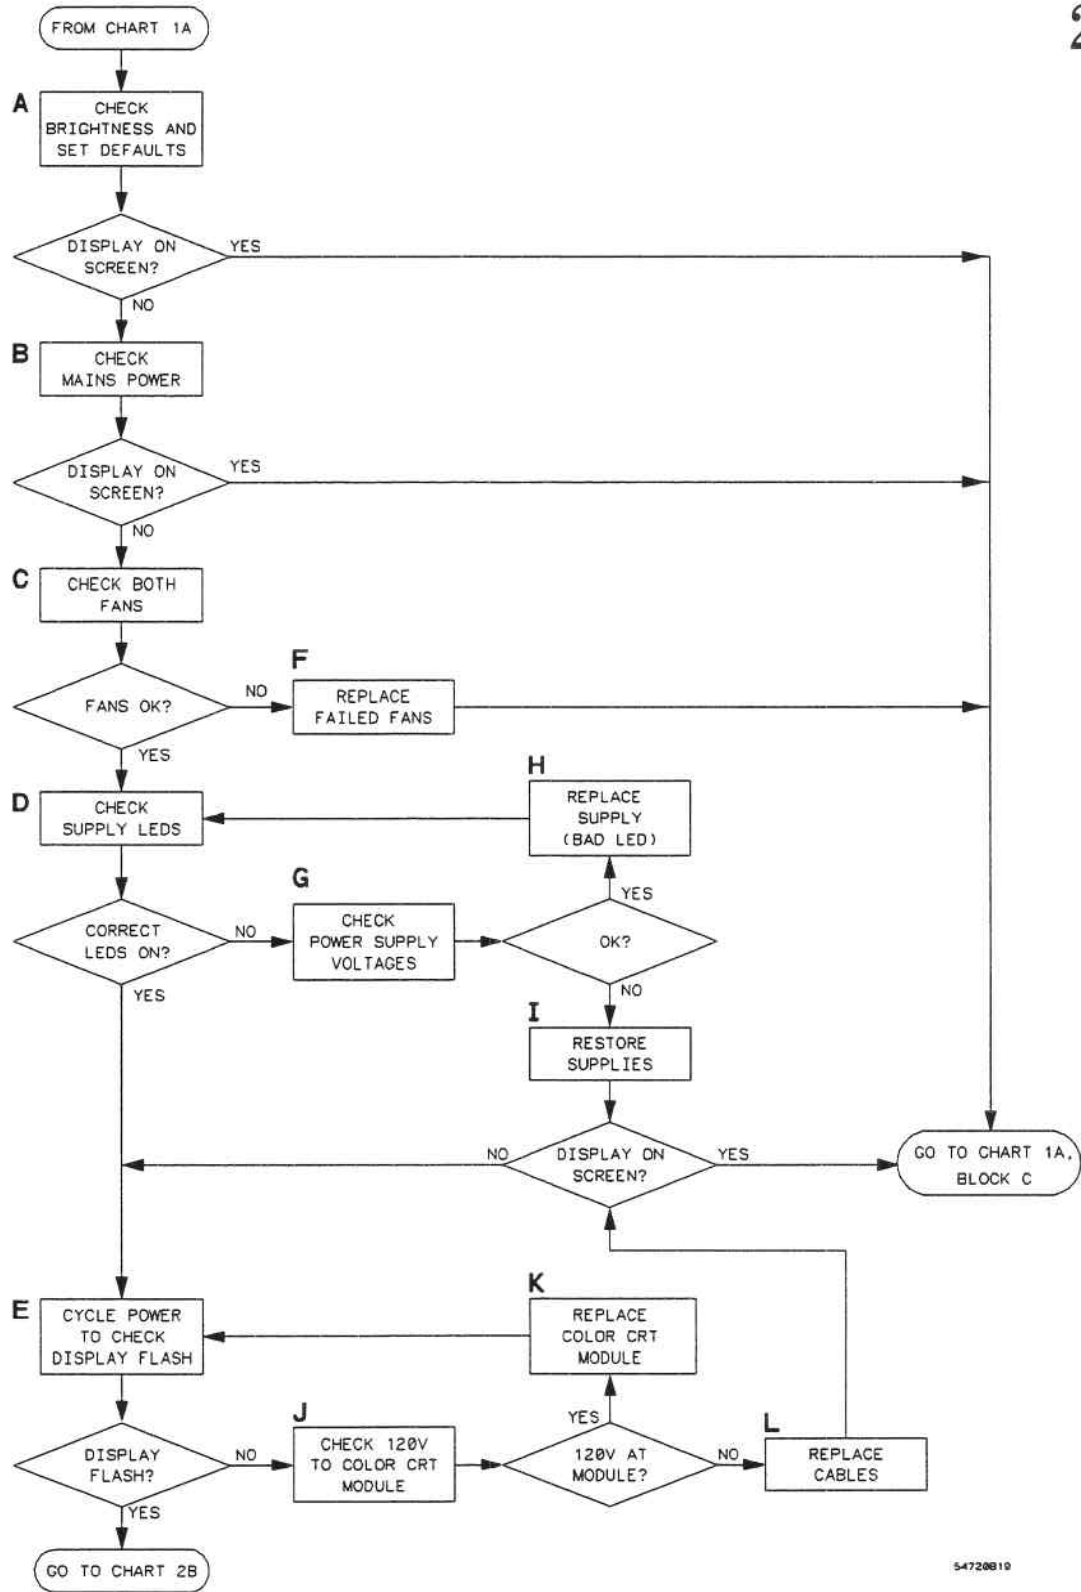 2
FROM CHART 1A
A
CHECK
BRIGHTNESS AND
SET DEFAULTS
DISPLAY ON
SCREEN?
YES
NO
B
CHECK
MAINS POWER
DISPLAY ON
SCREEN?
YES
NO
C
CHECK BOTH
FANS
FANS OK?
NO
YES
F
REPLACE
FAILED FANS
D
CHECK
SUPPLY LEDS
H
REPLACE
SUPPLY
(BAD LED)
CORRECT
LEDS ON?
NO
YES
G
CHECK
POWER SUPPLY
VOLTAGES
OK?
YES
NO
I
RESTORE
SUPPLIES
DISPLAY ON
SCREEN?
NO
YES
GO TO CHART 1A,
BLOCK C
E
CYCLE POWER
TO CHECK
DISPLAY FLASH
K
REPLACE
COLOR CRT
MODULE
DISPLAY
FLASH?
NO
YES
J
CHECK 120V
TO COLOR CRT
MODULE
120V AT
MODULE?
YES
NO
L
REPLACE
CABLES
GO TO CHART 2B
54720B19